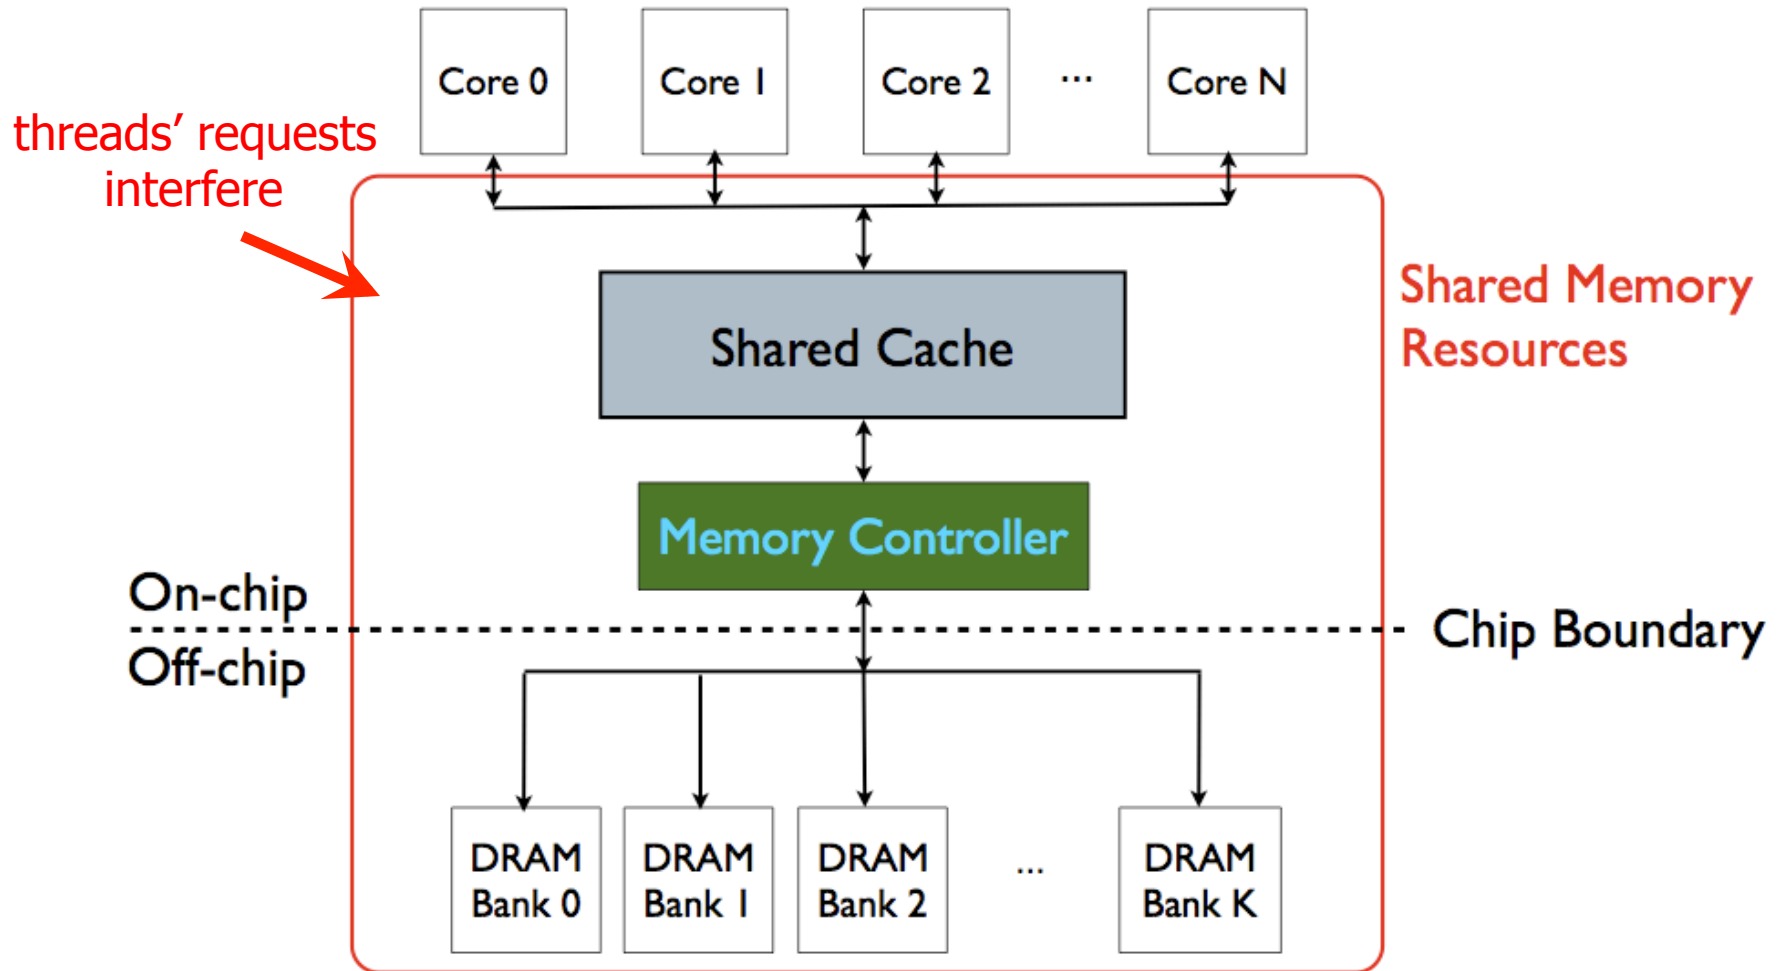 Core 0
Core 1
Core 2
...
Core N
threads’ requests
interfere
Shared Cache
Shared Memory
Resources
Memory Controller
On-chip
Chip Boundary
Off-chip
DRAM
Bank 0
DRAM
Bank 1
DRAM
Bank 2
...
DRAM
Bank K